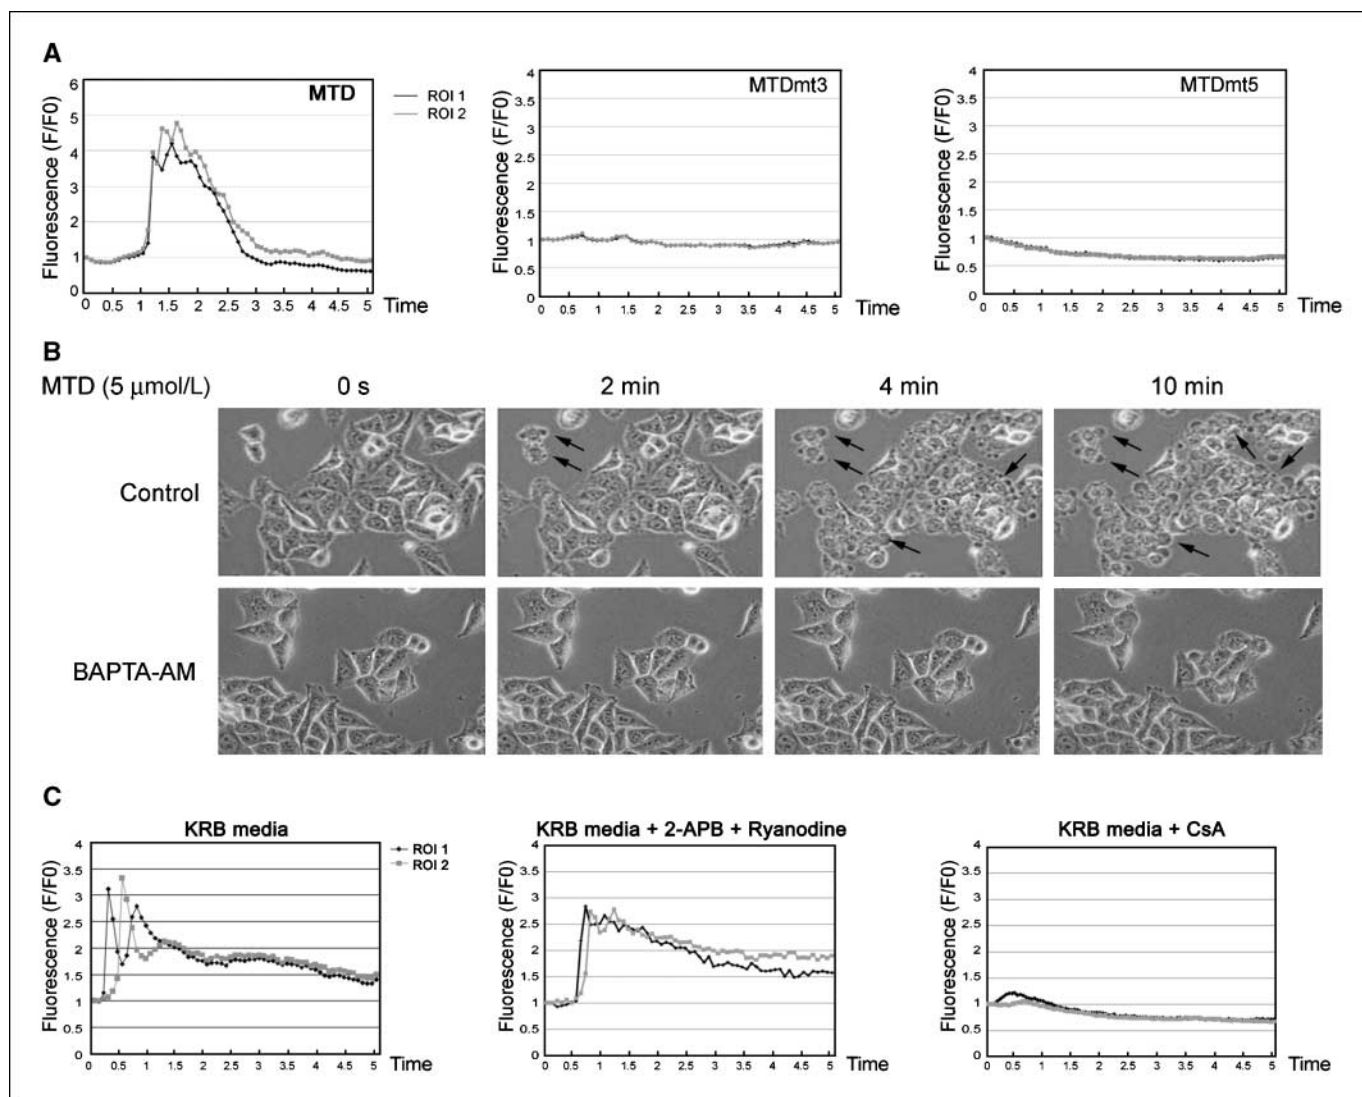 A
MTD
ROI 1
ROI 2
Fluorescence (F/F0)
6
5
4
3
2
1
0
0 0.5 1 1.5 2 2.5 3 3.5 4 4.5 5
Time
MTDmt3
Fluorescence (F/F0)
4
3.5
3
2.5
2
1.5
1
0.5
0
0 0.5 1 1.5 2 2.5 3 3.5 4 4.5 5
Time
MTDmt5
Fluorescence (F/F0)
4
3.5
3
2.5
2
1.5
1
0.5
0
0 0.5 1 1.5 2 2.5 3 3.5 4 4.5 5
Time
B
MTD (5 μmol/L) 0 s 2 min 4 min 10 min
Control
BAPTA-AM
C
KRB media
ROI 1
ROI 2
Fluorescence (F/F0)
4
3.5
3
2.5
2
1.5
1
0.5
0
0 0.5 1 1.5 2 2.5 3 3.5 4 4.5 5
Time
KRB media + 2-APB + Ryanodine
Fluorescence (F/F0)
4
3.5
3
2.5
2
1.5
1
0.5
0
0 0.5 1 1.5 2 2.5 3 3.5 4 4.5 5
Time
KRB media + CsA
Fluorescence (F/F0)
4
3.5
3
2.5
2
1.5
1
0.5
0
0 0.5 1 1.5 2 2.5 3 3.5 4 4.5 5
Time